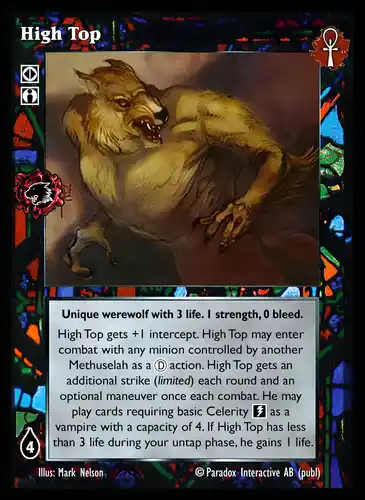 High Top
Unique werewolf with 3 life. 1 strength, 0 bleed.
High Top gets +1 intercept. High Top may enter
combat with any minion controlled by another
Methuselah as a Ⓓ action. High Top gets an
additional strike (limited) each round and an
optional maneuver once each combat. He may
play cards requiring basic Celerity as a
vampire with a capacity of 4. If High Top has less
than 3 life during your untap phase, he gains 1 life.
4
Illus: Mark Nelson
© Paradox Interactive AB (publ)